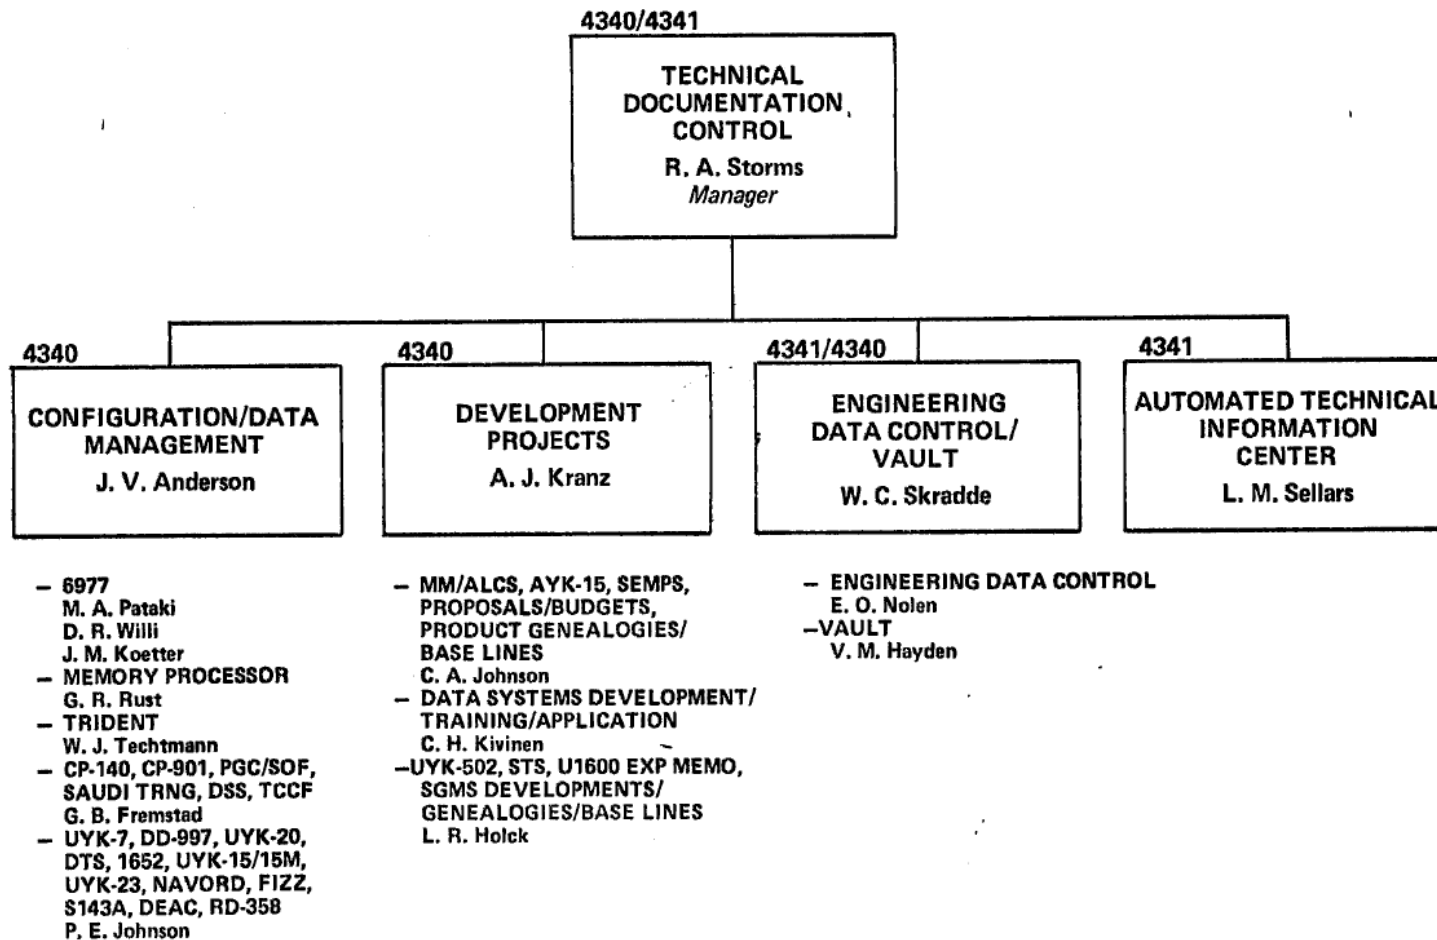 4340/4341
TECHNICAL
DOCUMENTATION
CONTROL
R. A. Storms
Manager
4340
CONFIGURATION/DATA
MANAGEMENT
J. V. Anderson
— 6977
M. A. Pataki
D. R. Willi
J. M. Koetter
— MEMORY PROCESSOR
G. R. Rust
— TRIDENT
W. J. Techtmann
— CP-140, CP-901, PGC/SOF,
SAUDI TRNG, DSS, TCCF
G. B. Fremstad
— UYK-7, DD-997, UYK-20,
DTS, 1652, UYK-15/15M,
UYK-23, NAVORD, FIZZ,
S143A, DEAC, RD-358
P. E. Johnson
4340
DEVELOPMENT
PROJECTS
A. J. Kranz
— MM/ALCS, AYK-15, SEMPS,
PROPOSALS/BUDGETS,
PRODUCT GENEALOGIES/
BASE LINES
C. A. Johnson
— DATA SYSTEMS DEVELOPMENT/
TRAINING/APPLICATION
C. H. Kivinen
—UYK-502, STS, U1600 EXP MEMO,
SGMS DEVELOPMENTS/
GENEALOGIES/BASE LINES
L. R. Holck
4341/4340
ENGINEERING
DATA CONTROL/
VAULT
W. C. Skradde
— ENGINEERING DATA CONTROL
E. O. Nolen
—VAULT
V. M. Hayden
4341
AUTOMATED TECHNICAL
INFORMATION
CENTER
L. M. Sellars